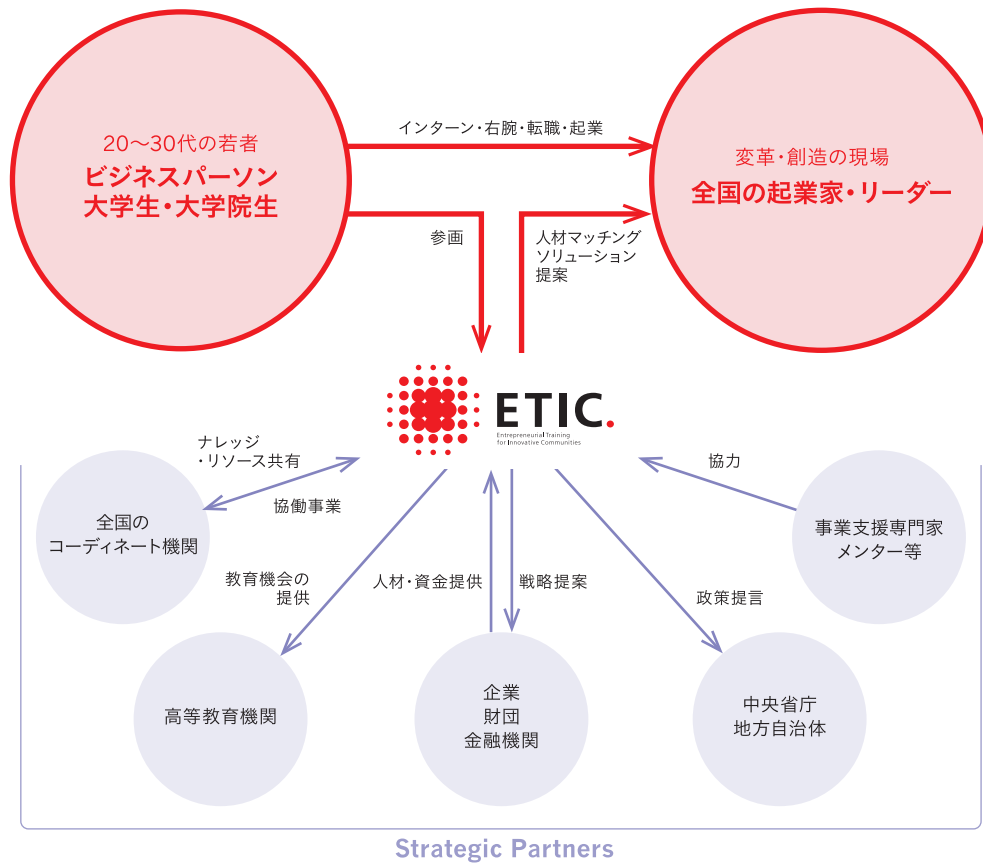 20〜30代の若者
ビジネスパーソン
大学生・大学院生
インターン・右腕・転職・起業
変革・創造の現場
全国の起業家・リーダー
参画
人材マッチング
ソリューション
提案
ETIC.
Entrepreneurial Training
for Innovative Communities
ナレッジ
・リソース共有
協働事業
全国の
コーディネート機関
協力
事業支援専門家
メンター等
教育機会の
提供
人材・資金提供
戦略提案
政策提言
高等教育機関
企業
財団
金融機関
中央省庁
地方自治体
Strategic Partners